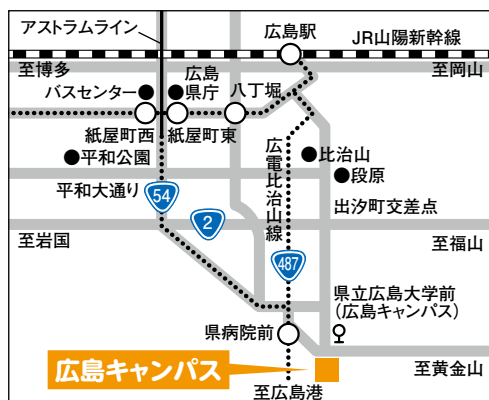 アストラムライン
広島駅
JR山陽新幹線
至博多
至岡山
バスセンター
広島
県庁
八丁堀
紙屋町西
紙屋町東
平和公園
比治山
段原
広電比治山線
平和大通り
54
出汐町交差点
2
至岩国
至福山
487
県立広島大学前
(広島キャンパス)
県病院前
広島キャンパス
至黄金山
至広島港